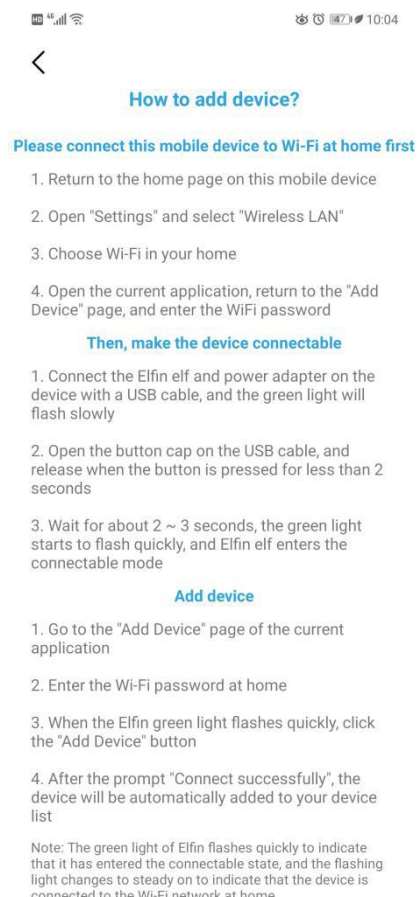 HD 46 47 10:04
How to add device?
Please connect this mobile device to Wi-Fi at home first
1. Return to the home page on this mobile device
2. Open "Settings" and select "Wireless LAN"
3. Choose Wi-Fi in your home
4. Open the current application, return to the "Add
Device" page, and enter the WiFi password
Then, make the device connectable
1. Connect the Elfin elf and power adapter on the
device with a USB cable, and the green light will
flash slowly
2. Open the button cap on the USB cable, and
release when the button is pressed for less than 2
seconds
3. Wait for about 2 ~ 3 seconds, the green light
starts to flash quickly, and Elfin elf enters the
connectable mode
Add device
1. Go to the "Add Device" page of the current
application
2. Enter the Wi-Fi password at home
3. When the Elfin green light flashes quickly, click
the "Add Device" button
4. After the prompt "Connect successfully", the
device will be automatically added to your device
list
Note: The green light of Elfin flashes quickly to indicate
that it has entered the connectable state, and the flashing
light changes to steady on to indicate that the device is
connected to the Wi-Fi network at home